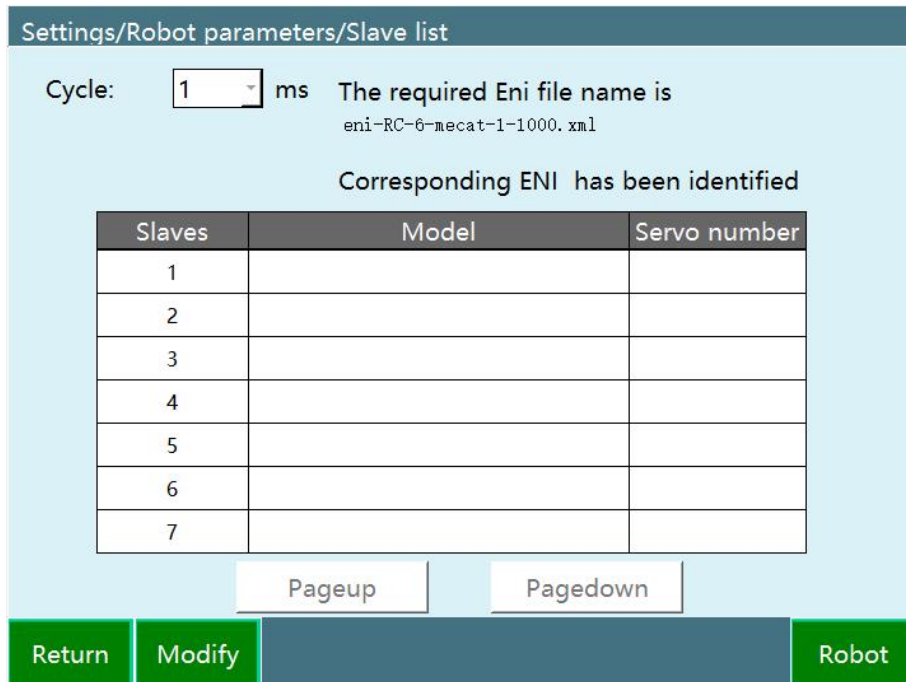 Settings/Robot parameters/Slave list
Cycle: 1 ms The required Eni file name is
eni-RC-6-mecat-1-1000.xml
Corresponding ENI has been identified
Slaves Model Servo number
1
2
3
4
5
6
7
Pageup Pagedown
Return Modify Robot